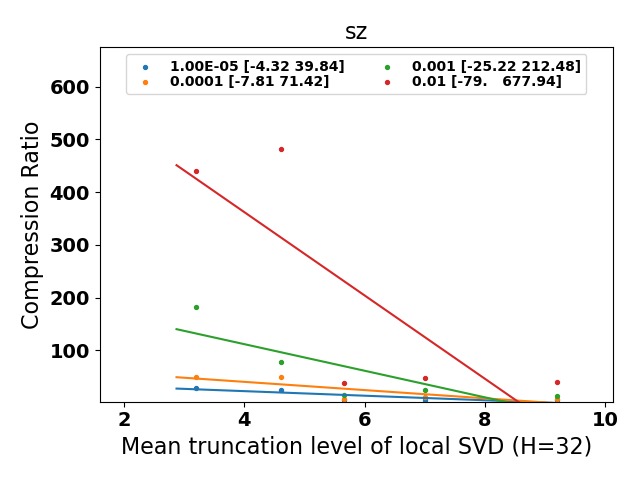 sz
1.00E-05 [-4.32 39.84]
0.0001 [-7.81 71.42]
0.001 [-25.22 212.48]
0.01 [-79. 677.94]
Compression Ratio
600
500
400
300
200
100
2 4 6 8 10
Mean truncation level of local SVD (H=32)